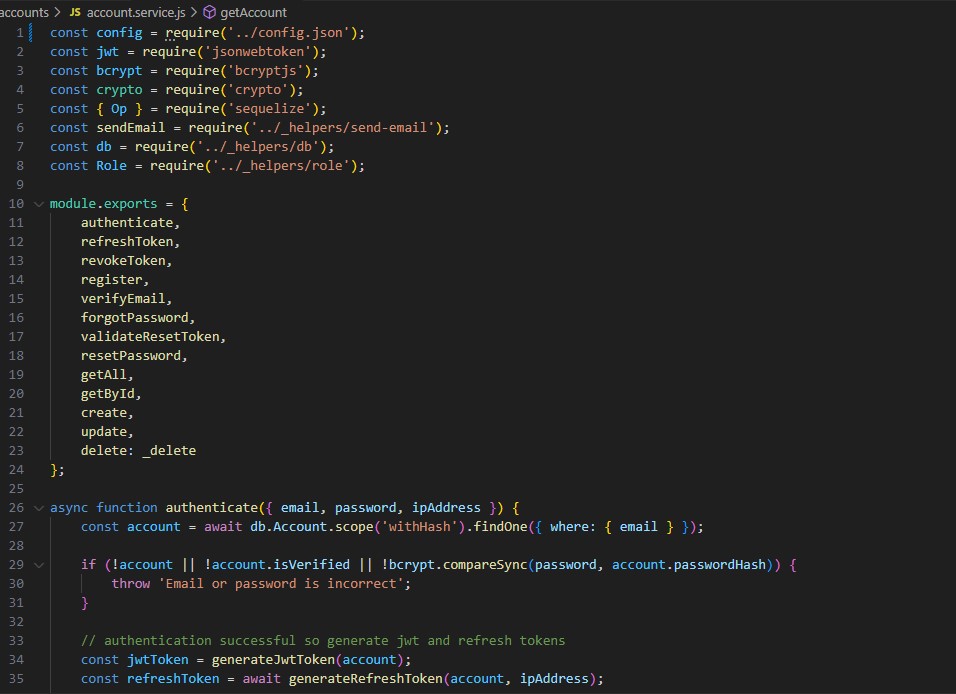 accounts > JS account.service.js > getAccount
1 const config = require('../config.json');
2 const jwt = require('jsonwebtoken');
3 const bcrypt = require('bcryptjs');
4 const crypto = require('crypto');
5 const { Op } = require('sequelize');
6 const sendEmail = require('../_helpers/send-email');
7 const db = require('../_helpers/db');
8 const Role = require('../_helpers/role');
9
10 module.exports = {
11     authenticate,
12     refreshToken,
13     revokeToken,
14     register,
15     verifyEmail,
16     forgotPassword,
17     validateResetToken,
18     resetPassword,
19     getAll,
20     getById,
21     create,
22     update,
23     delete: _delete
24 };
25
26 async function authenticate({ email, password, ipAddress }) {
27     const account = await db.Account.scope('withHash').findOne({ where: { email } });
28
29     if (!account || !account.isVerified || !bcrypt.compareSync(password, account.passwordHash)) {
30         throw 'Email or password is incorrect';
31     }
32
33     // authentication successful so generate jwt and refresh tokens
34     const jwtToken = generateJwtToken(account);
35     const refreshToken = await generateRefreshToken(account, ipAddress);